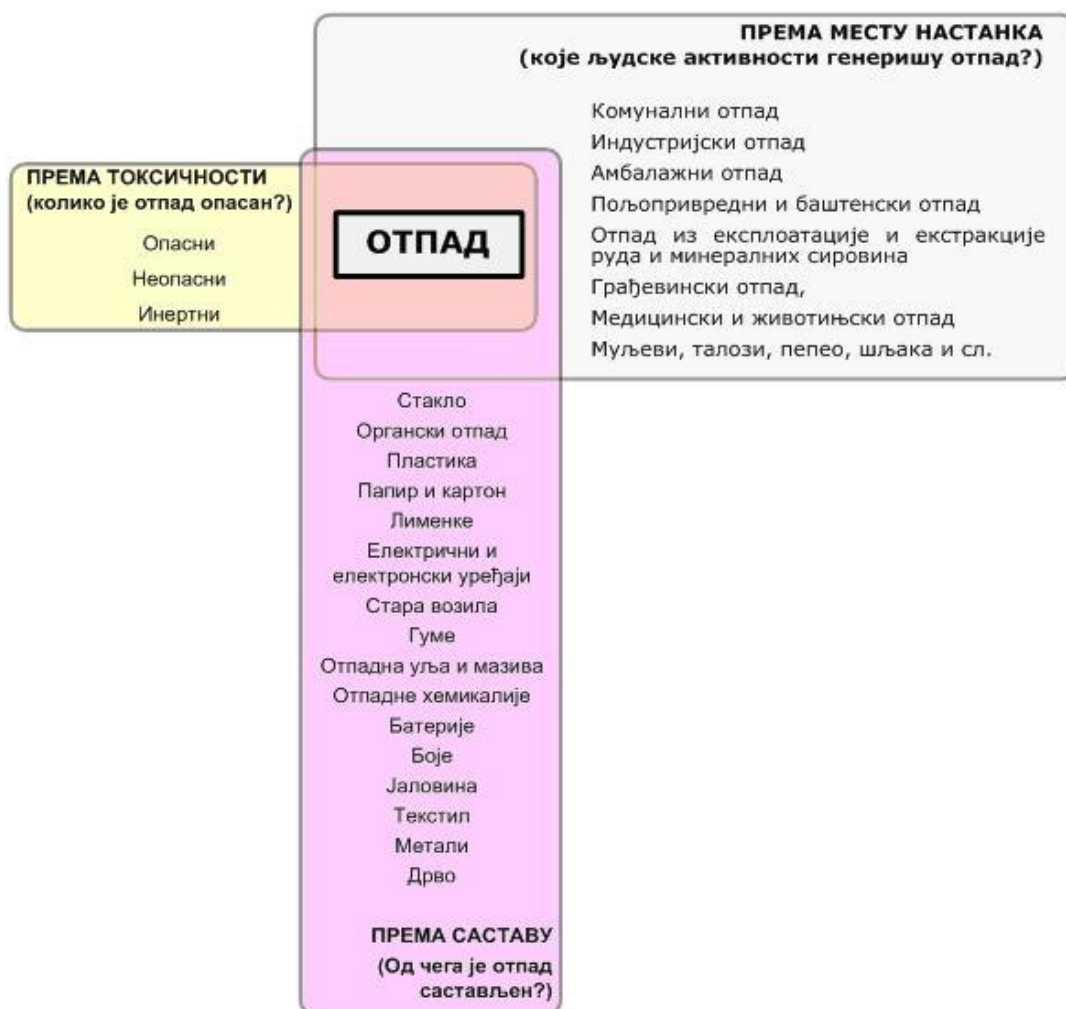 ПРЕМА МЕСТУ НАСТАНКА
(које људске активности генеришу отпад?)
Комунални отпад
Индустријски отпад
Амбалажни отпад
Пољопривредни и баштенски отпад
Отпад из експлоатације и екстракције
руда и минералних сировина
Грађевински отпад,
Медицински и животињски отпад
Муљеви, талози, пепео, шљака и сл.
ПРЕМА ТОКСИЧНОСТИ
(колико је отпад опасан?)
Опасни
Неопасни
Инертни
ОТПАД
Стакло
Органски отпад
Пластика
Папир и картон
Лименке
Електрични и
електронски уређаји
Стара возила
Гуме
Отпадна уља и мазива
Отпадне хемикалије
Батерије
Боје
Јаловина
Текстил
Метали
Дрво
ПРЕМА САСТАВУ
(Од чега је отпад
састављен?)